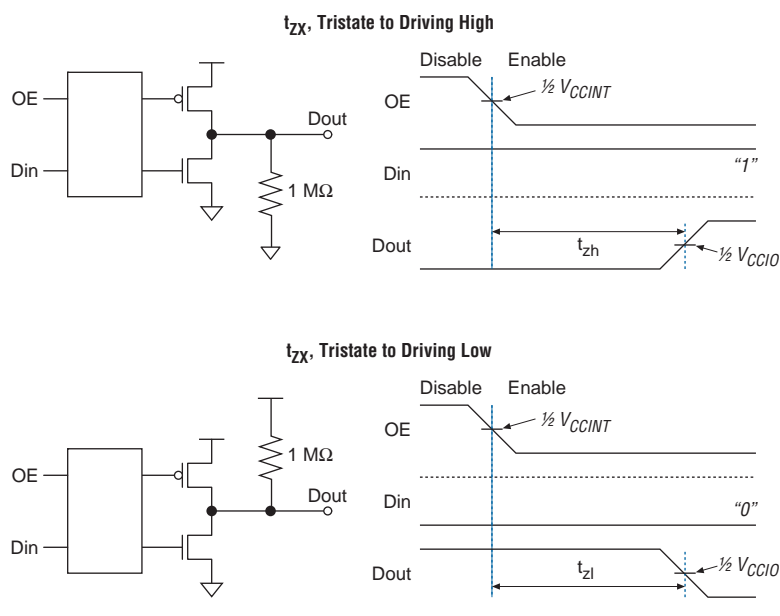 tZX, Tristate to Driving High
Disable Enable
OE
Din
Dout
1 MΩ
OE
½ VCCINT
Din
"1"
Dout
tzh
½ VCCIO
tZX, Tristate to Driving Low
Disable Enable
OE
Din
1 MΩ
Dout
OE
½ VCCINT
Din
"0"
Dout
tzl
½ VCCIO